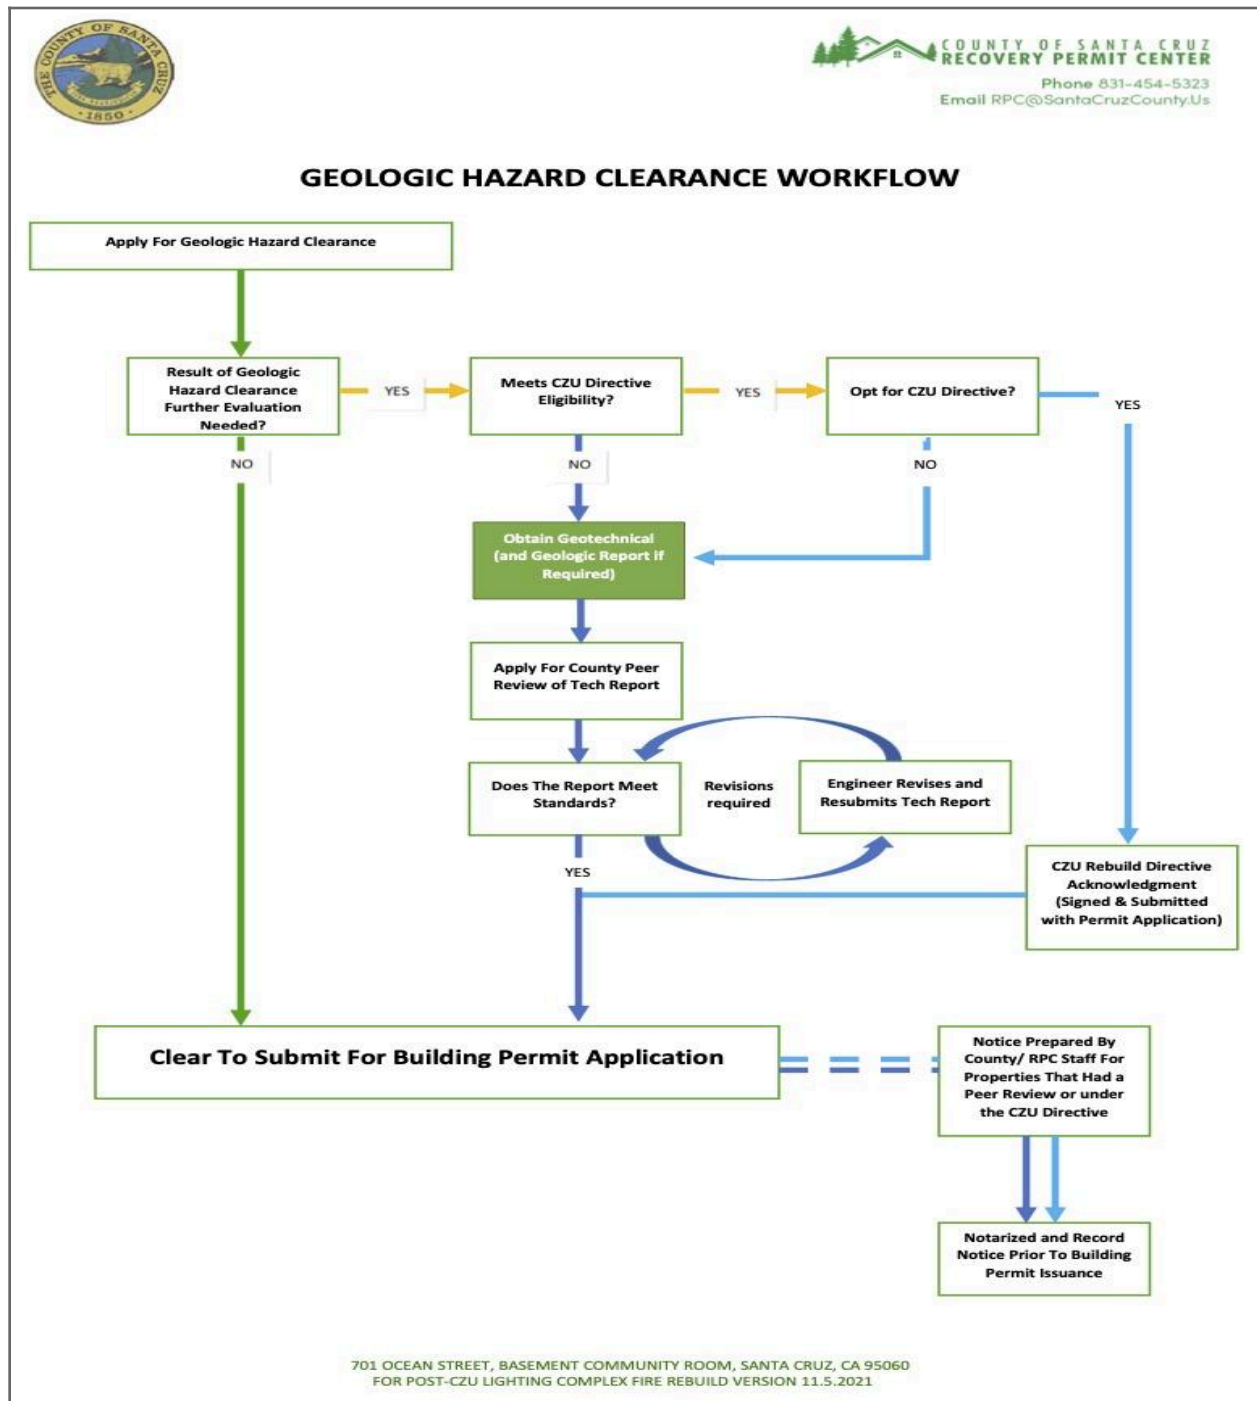 THE COUNTY OF SANTA CRUZ
1850
COUNTY OF SANTA CRUZ
RECOVERY PERMIT CENTER
Phone 831-454-5323
Email RPC@SantaCruzCounty.Us
GEOLOGIC HAZARD CLEARANCE WORKFLOW
Apply For Geologic Hazard Clearance
Result of Geologic
Hazard Clearance
Further Evaluation
Needed?
YES
Meets CZU Directive
Eligibility?
YES
Opt for CZU Directive?
YES
NO
NO
NO
Obtain Geotechnical
(and Geologic Report if
Required)
Apply For County Peer
Review of Tech Report
Does The Report Meet
Standards?
Revisions
required
Engineer Revises and
Resubmits Tech Report
YES
CZU Rebuild Directive
Acknowledgment
(Signed & Submitted
with Permit Application)
Clear To Submit For Building Permit Application
Notice Prepared By
County/ RPC Staff For
Properties That Had a
Peer Review or under
the CZU Directive
Notarized and Record
Notice Prior To Building
Permit Issuance
701 OCEAN STREET, BASEMENT COMMUNITY ROOM, SANTA CRUZ, CA 95060
FOR POST-CZU LIGHTING COMPLEX FIRE REBUILD VERSION 11.5.2021